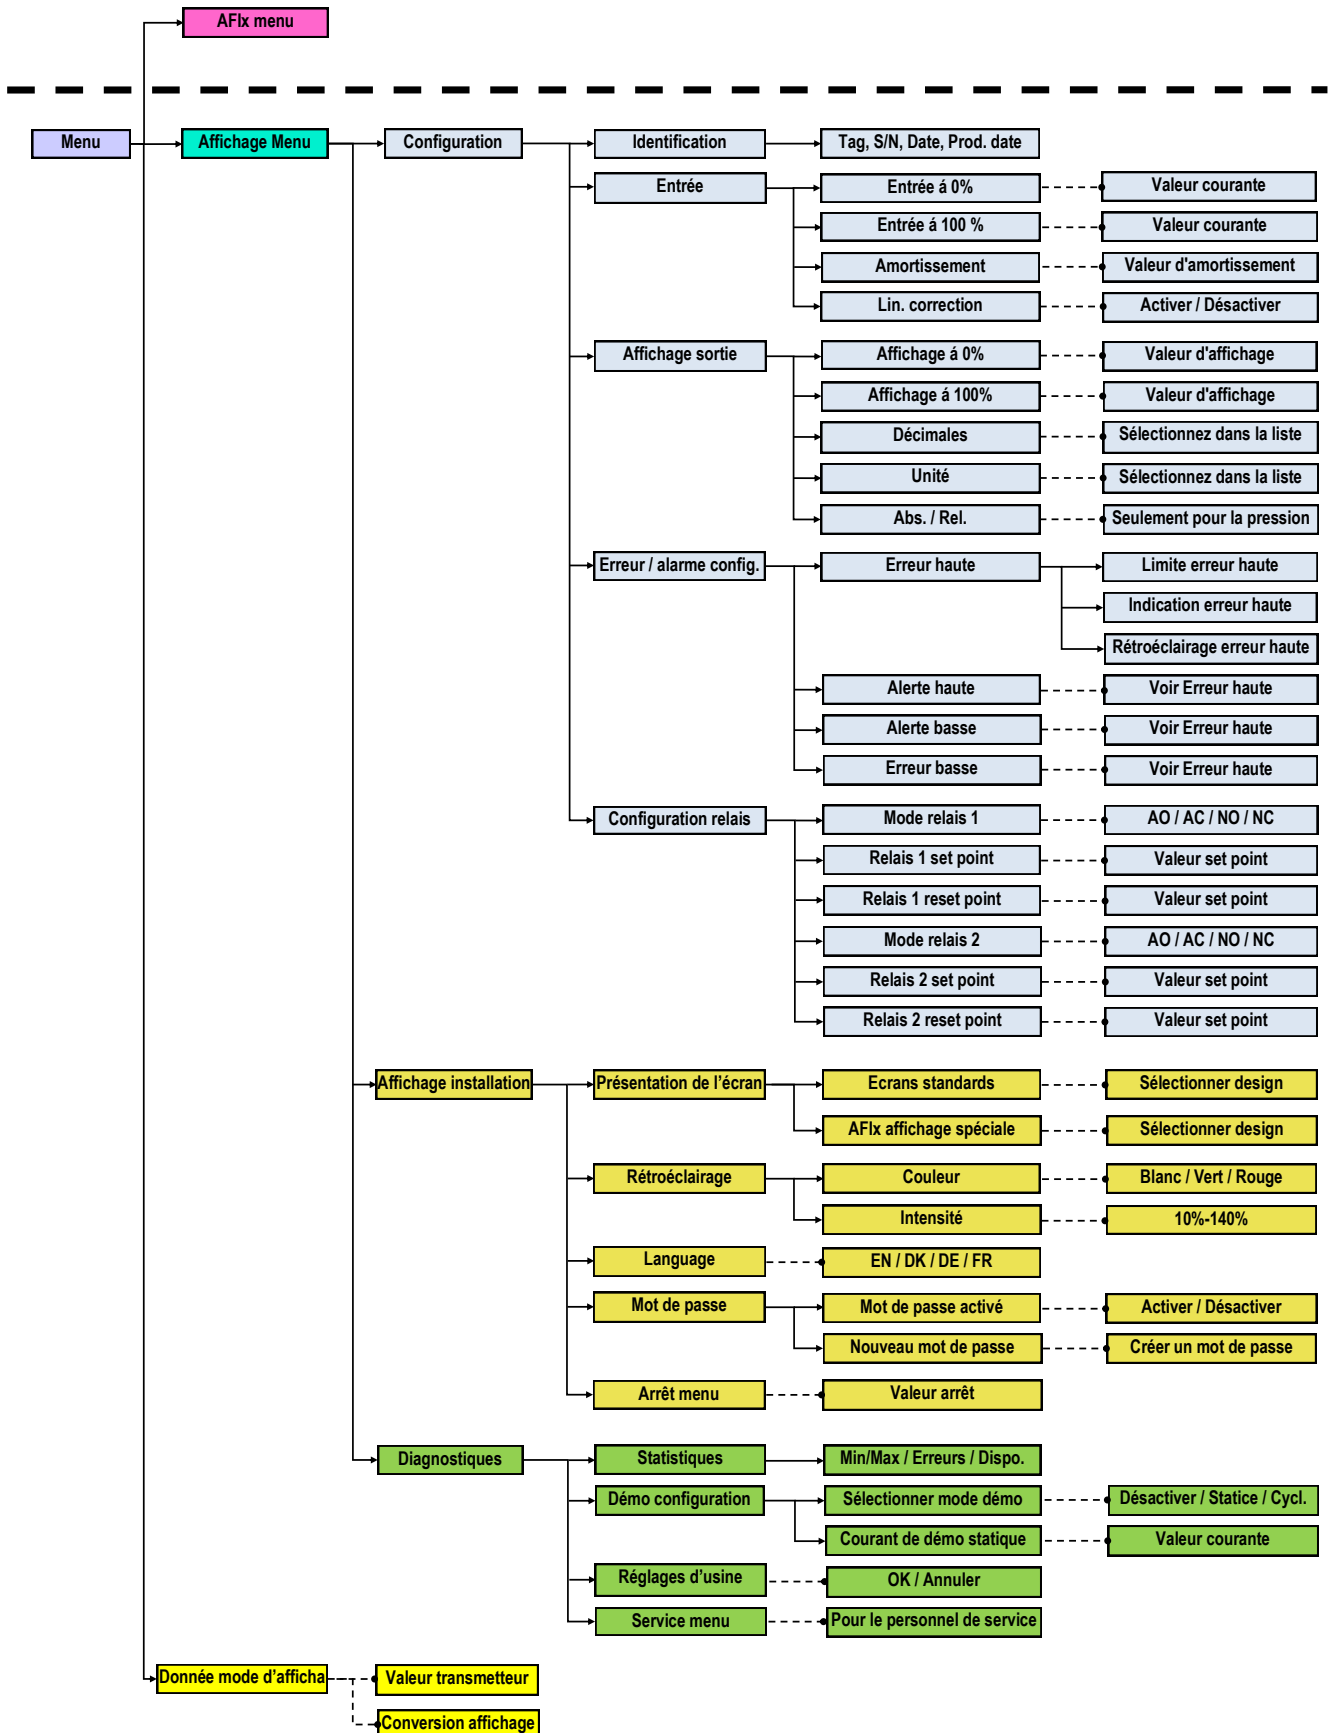 AFIx menu
Menu
Affichage Menu
Configuration
Identification
Tag, S/N, Date, Prod. date
Entrée
Entrée á 0%
Valeur courante
Entrée á 100 %
Valeur courante
Amortissement
Valeur d'amortissement
Lin. correction
Activer / Désactiver
Affichage sortie
Affichage á 0%
Valeur d'affichage
Affichage á 100%
Valeur d'affichage
Décimales
Sélectionnez dans la liste
Unité
Sélectionnez dans la liste
Abs. / Rel.
Seulement pour la pression
Erreur / alarme config.
Erreur haute
Limite erreur haute
Indication erreur haute
Rétroéclairage erreur haute
Alerte haute
Voir Erreur haute
Alerte basse
Voir Erreur haute
Erreur basse
Voir Erreur haute
Configuration relais
Mode relais 1
AO / AC / NO / NC
Relais 1 set point
Valeur set point
Relais 1 reset point
Valeur set point
Mode relais 2
AO / AC / NO / NC
Relais 2 set point
Valeur set point
Relais 2 reset point
Valeur set point
Affichage installation
Présentation de l’écran
Ecrans standards
Sélectionner design
AFIx affichage spéciale
Sélectionner design
Rétroéclairage
Couleur
Blanc / Vert / Rouge
Intensité
10%-140%
Language
EN / DK / DE / FR
Mot de passe
Mot de passe activé
Activer / Désactiver
Nouveau mot de passe
Créer un mot de passe
Arrêt menu
Valeur arrêt
Diagnostiques
Statistiques
Min/Max / Erreurs / Dispo.
Démo configuration
Sélectionner mode démo
Désactiver / Statice / Cycl.
Courant de démo statique
Valeur courante
Réglages d’usine
OK / Annuler
Service menu
Pour le personnel de service
Donnée mode d’afficha
Valeur transmetteur
Conversion affichage